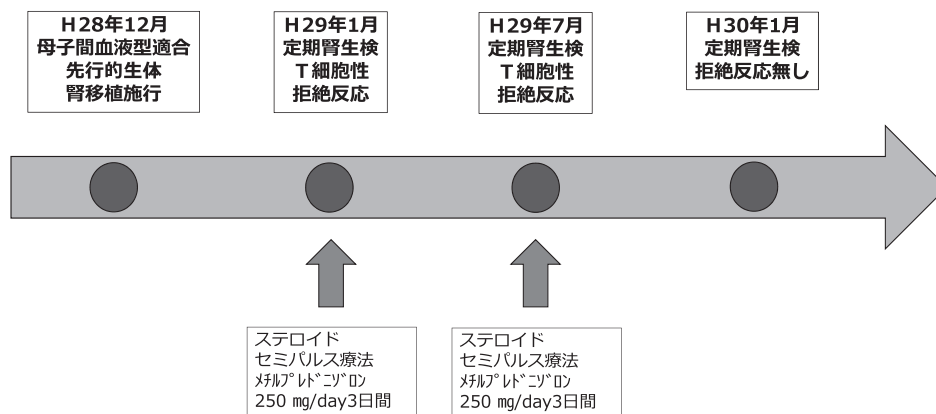 H28年12月
母子間血液型適合
先行的生体
腎移植施行
H29年1月
定期腎生検
T細胞性
拒絶反応
H29年7月
定期腎生検
T細胞性
拒絶反応
H30年1月
定期腎生検
拒絶反応無し
ステロイド
セミパルス療法
ﾒﾁﾙﾌﾟﾚﾄﾞﾆｿﾞﾛﾝ
250 mg/day3日間
ステロイド
セミパルス療法
ﾒﾁﾙﾌﾟﾚﾄﾞﾆｿﾞﾛﾝ
250 mg/day3日間